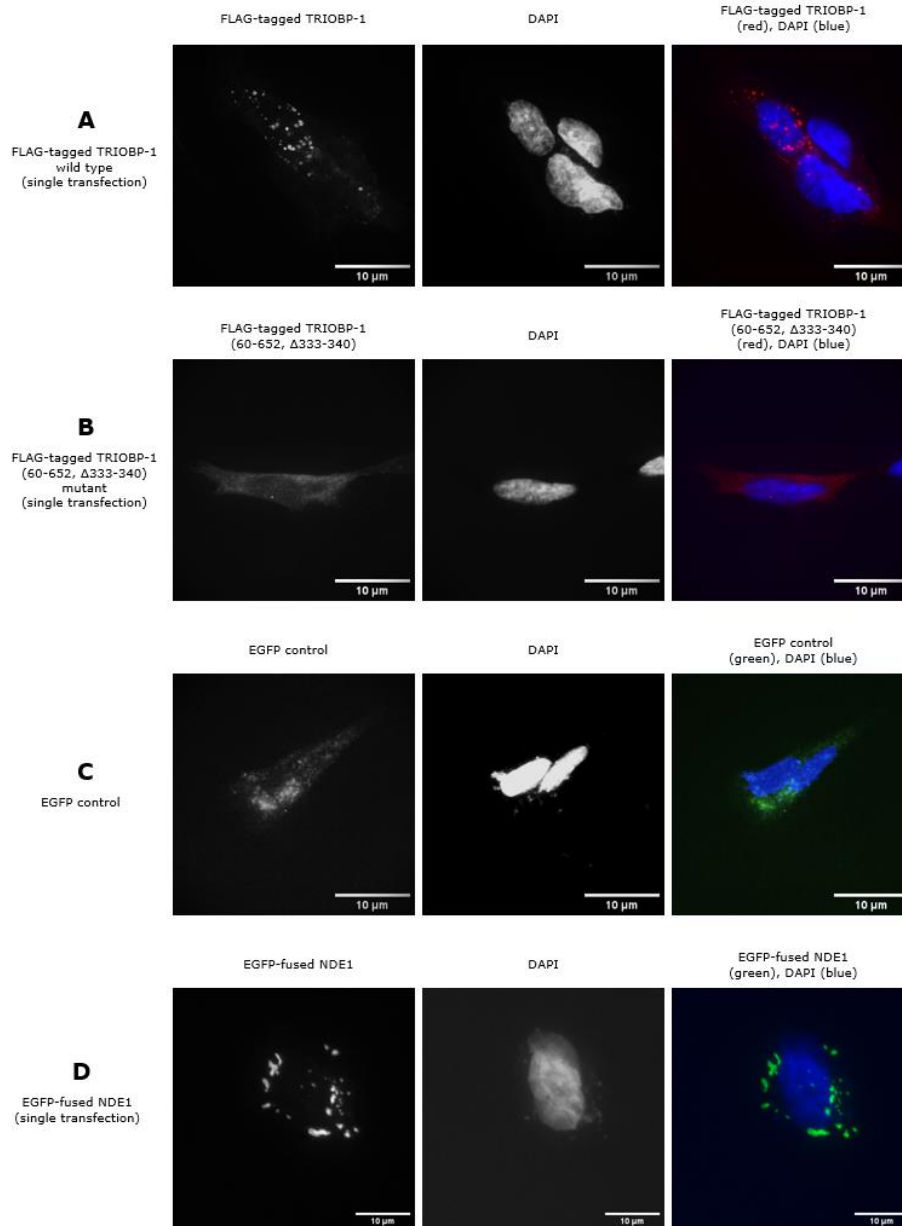 FLAG-tagged TRIOBP-1
DAPI
FLAG-tagged TRIOBP-1
(red), DAPI (blue)
A
FLAG-tagged TRIOBP-1
wild type
(single transfection)
10 µm
10 µm
10 µm
FLAG-tagged TRIOBP-1
(60-652, Δ333-340)
DAPI
FLAG-tagged TRIOBP-1
(60-652, Δ333-340)
(red), DAPI (blue)
B
FLAG-tagged TRIOBP-1
(60-652, Δ333-340)
mutant
(single transfection)
10 µm
10 µm
10 µm
EGFP control
DAPI
EGFP control
(green), DAPI (blue)
C
EGFP control
10 µm
10 µm
10 µm
EGFP-fused NDE1
DAPI
EGFP-fused NDE1
(green), DAPI (blue)
D
EGFP-fused NDE1
(single transfection)
10 µm
10 µm
10 µm